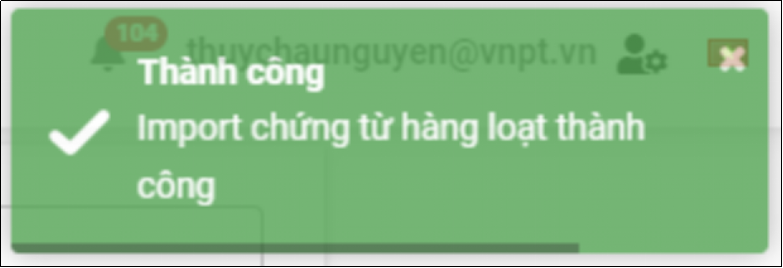 104
thuychaunguyen@vnpt.vn
Thành công
Import chứng từ hàng loạt thành
công